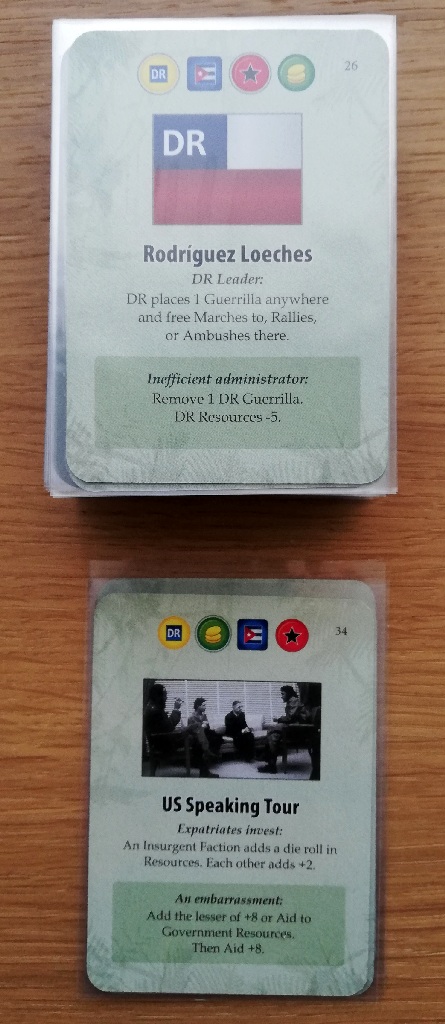 DR
26
DR
Rodríguez Loeches
DR Leader:
DR places 1 Guerrilla anywhere
and free Marches to, Rallies,
or Ambushes there.
Inefficient administrator:
Remove 1 DR Guerrilla.
DR Resources -5.
DR
34
US Speaking Tour
Expatriates invest:
An Insurgent Faction adds a die roll in
Resources. Each other adds +2.
An embarrassment:
Add the lesser of +8 or Aid to
Government Resources.
Then Aid +8.